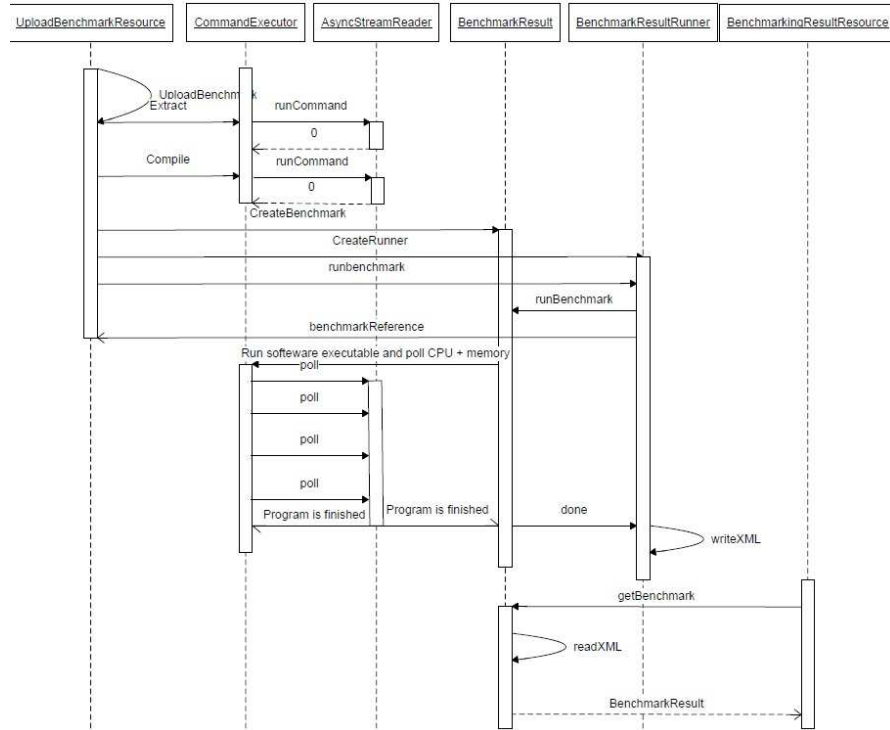 UploadBenchmarkResource
CommandExecutor
AsyncStreamReader
BenchmarkResult
BenchmarkResultRunner
BenchmarkingResultResource
UploadBenchmark
Extract
runCommand
0
Compile
runCommand
0
CreateBenchmark
CreateRunner
runbenchmark
runBenchmark
benchmarkReference
Run softeware executable and poll CPU + memory
poll
poll
poll
poll
Program is finished
Program is finished
done
writeXML
getBenchmark
readXML
BenchmarkResult